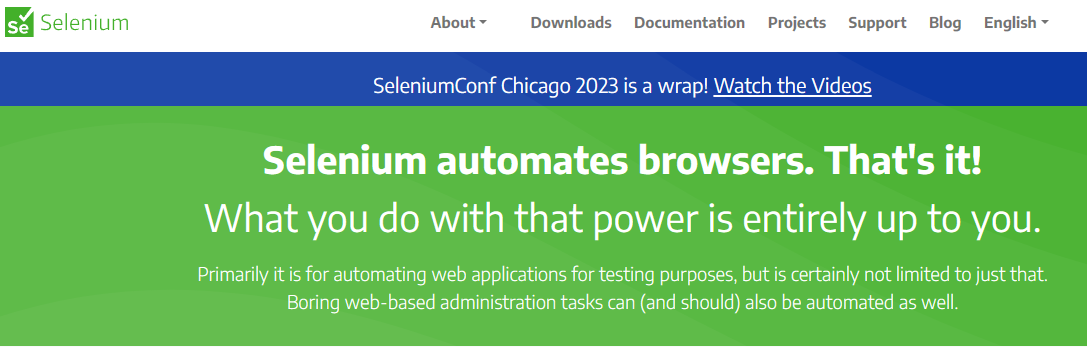 Se Selenium About Downloads Documentation Projects Support Blog English
SeleniumConf Chicago 2023 is a wrap! Watch the Videos
Selenium automates browsers. That's it!
What you do with that power is entirely up to you.
Primarily it is for automating web applications for testing purposes, but is certainly not limited to just that.
Boring web-based administration tasks can (and should) also be automated as well.